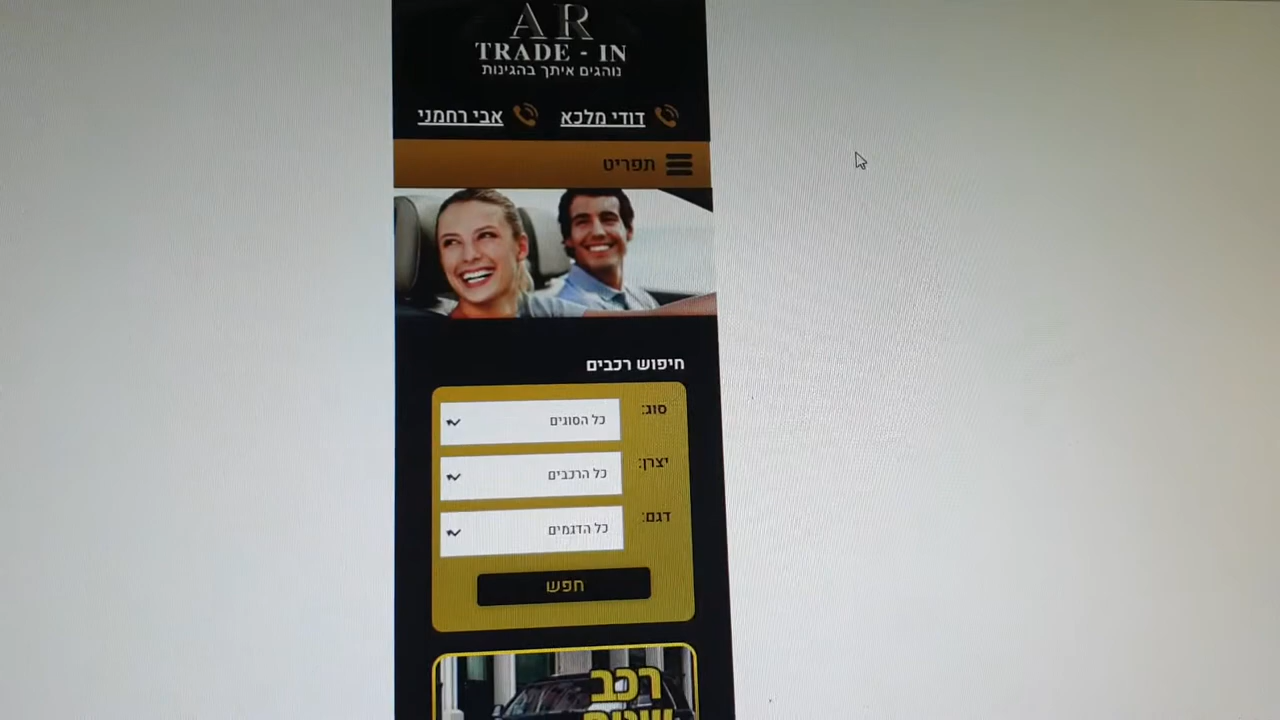 AR
TRADE - IN
נוהגים איתך בהגינות
דודי מלכא אבי רחמני
תפריט
חיפוש רכבים
סוג: כל הסוגים
יצרן: כל הרכבים
דגם: כל הדגמים
חפש
רכב